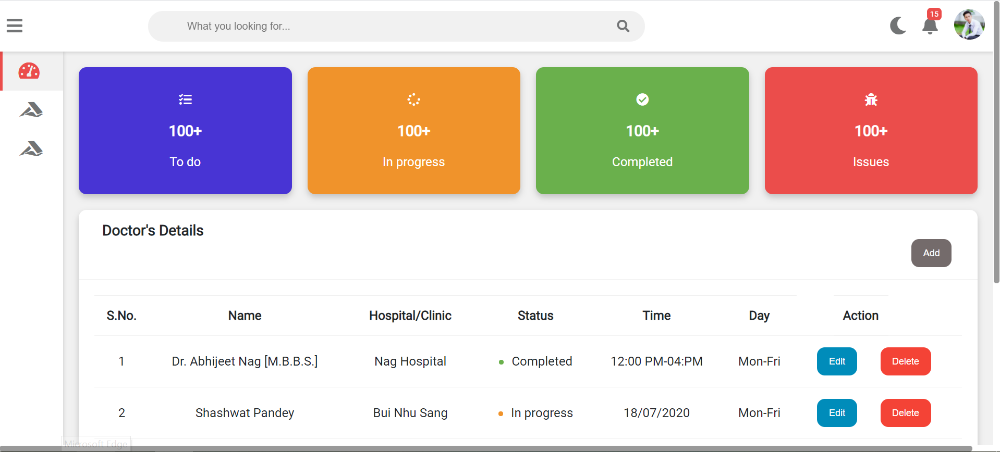 What you looking for...
15
100+
To do
100+
In progress
100+
Completed
100+
Issues
Doctor's Details
Add
S.No. Name Hospital/Clinic Status Time Day Action
1 Dr. Abhijeet Nag [M.B.B.S.] Nag Hospital Completed 12:00 PM-04:PM Mon-Fri Edit Delete
2 Shashwat Pandey Bui Nhu Sang In progress 18/07/2020 Mon-Fri Edit Delete
Microsoft Edge